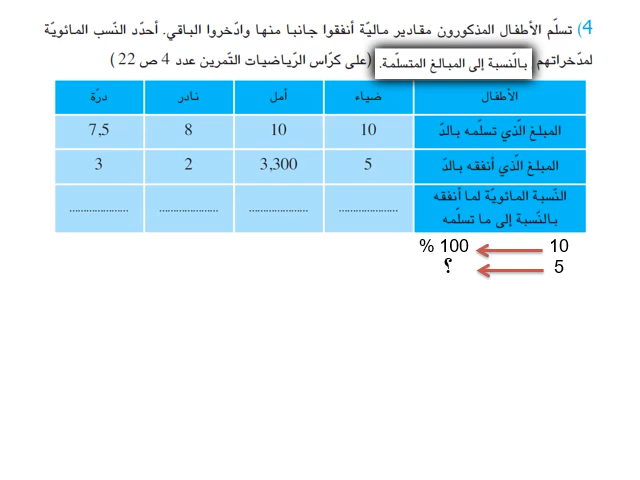 4) تسلّم الأطفال المذكورون مقادير ماليّة أنفقوا جانبا منها وادّخروا الباقي. أحدّد النّسب المائويّة
لمدّخراتهم بالنّسبة إلى المبالغ المتسلّمة. (على كرّاس الرّياضيات التّمرين عدد 4 ص 22 )
الأطفال ضياء أمل نادر درّة
المبلغ الّذي تسلّمه بالدّ 10 10 8 7,5
المبلغ الّذي أنفقه بالدّ 5 3,300 2 3
النّسبة المائويّة لما أنفقه
بالنّسبة إلى ما تسلّمه ..................... ..................... ..................... .....................
10 ← 100 %
5 ← ؟